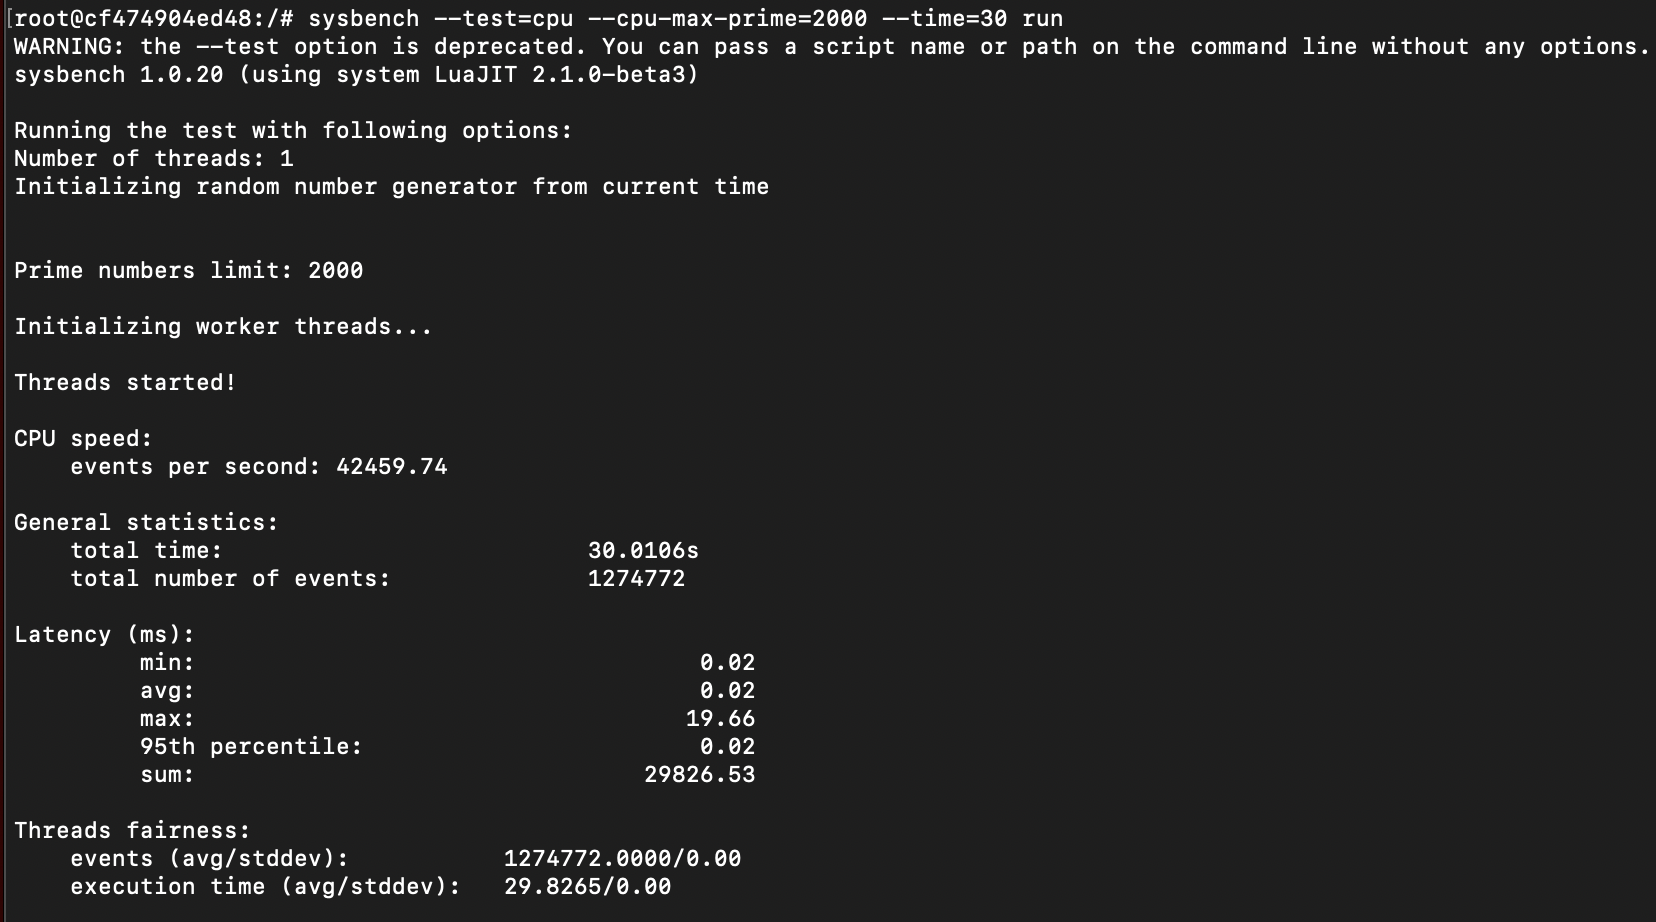 [root@cf474904ed48:/# sysbench --test=cpu --cpu-max-prime=2000 --time=30 run
WARNING: the --test option is deprecated. You can pass a script name or path on the command line without any options.
sysbench 1.0.20 (using system LuaJIT 2.1.0-beta3)
Running the test with following options:
Number of threads: 1
Initializing random number generator from current time
Prime numbers limit: 2000
Initializing worker threads...
Threads started!
CPU speed:
events per second: 42459.74
General statistics:
total time: 30.0106s
total number of events: 1274772
Latency (ms):
min: 0.02
avg: 0.02
max: 19.66
95th percentile: 0.02
sum: 29826.53
Threads fairness:
events (avg/stddev): 1274772.0000/0.00
execution time (avg/stddev): 29.8265/0.00